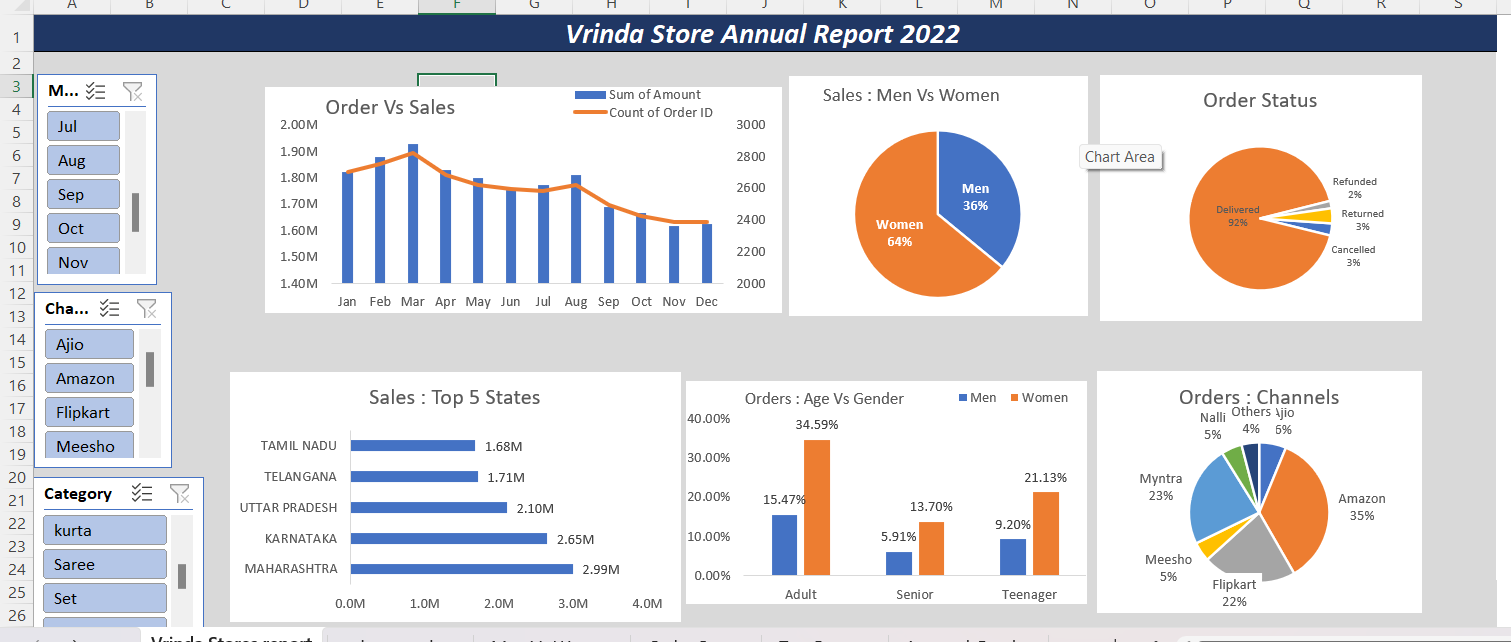 A B C D E F G H I J K L M N O P Q R S
1
Vrinda Store Annual Report 2022
2
3
4
5
6
7
8
9
10
11
12
13
14
15
16
17
18
19
20
21
22
23
24
25
26
M...
Jul
Aug
Sep
Oct
Nov
Cha...
Ajio
Amazon
Flipkart
Meesho
Category
kurta
Saree
Set
Order Vs Sales
Sum of Amount
Count of Order ID
2.00M
1.90M
1.80M
1.70M
1.60M
1.50M
1.40M
3000
2800
2600
2400
2200
2000
Jan Feb Mar Apr May Jun Jul Aug Sep Oct Nov Dec
Sales : Men Vs Women
Men
36%
Women
64%
Chart Area
Order Status
Delivered
92%
Refunded
2%
Returned
3%
Cancelled
3%
Sales : Top 5 States
TAMIL NADU 1.68M
TELANGANA 1.71M
UTTAR PRADESH 2.10M
KARNATAKA 2.65M
MAHARASHTRA 2.99M
0.0M 1.0M 2.0M 3.0M 4.0M
Orders : Age Vs Gender
Men Women
40.00%
30.00%
20.00%
10.00%
0.00%
15.47% 34.59%
5.91% 13.70%
9.20% 21.13%
Adult Senior Teenager
Orders : Channels
Nalli
5%
Others
4%
6%
Myntra
23%
Amazon
35%
Meesho
5%
Flipkart
22%
Vrinda Stores report